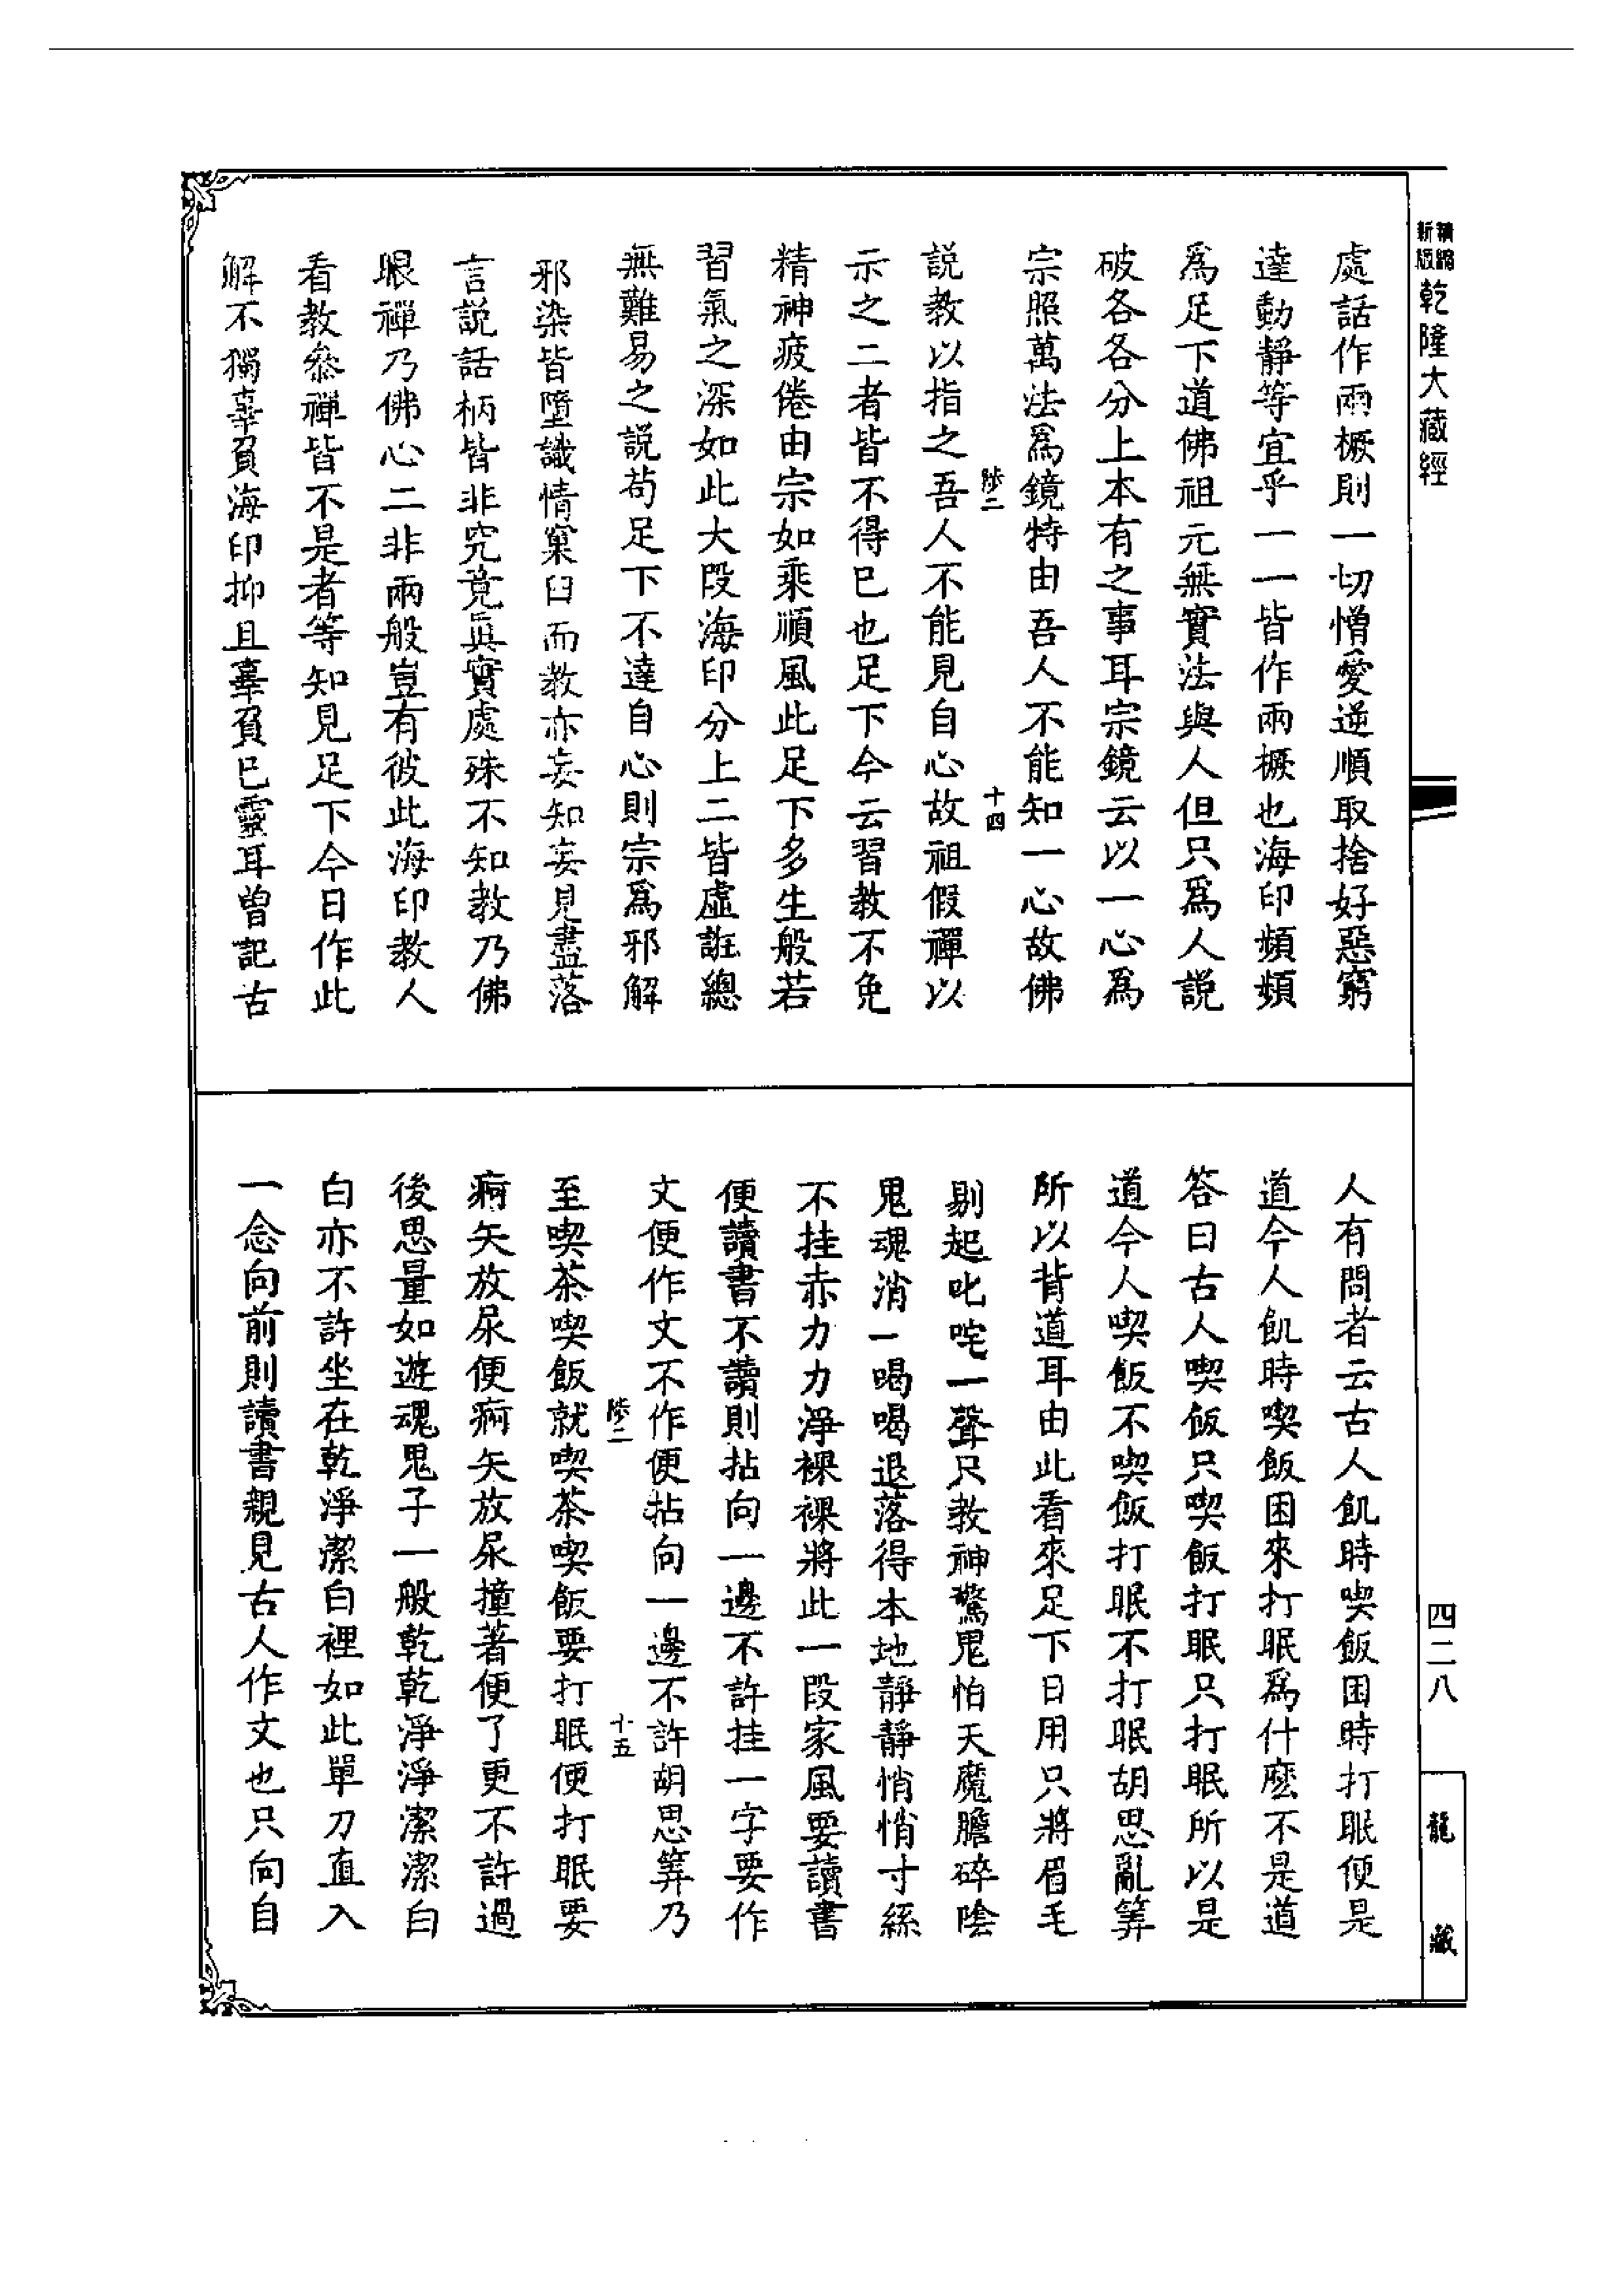 新編
縮版
乾隆大藏經
處話作兩橛則一切憎愛逆順取捨好惡窮
達動靜等宜乎一一皆作兩橛也海印頻頻
爲足下道佛祖元無實法與人但只爲人說
破各各分上本有之事耳宗鏡云以一心爲
宗照萬法爲鏡特由吾人不能知一心故佛
陟二
十四
説教以指之吾人不能見自心故祖假禪以
示之二者皆不得已也足下今云習教不免
精神疲倦由宗如乘順風此足下多生般若
習氣之深如此大段海印分上二皆虛誑總
無難易之説苟足下不達自心則宗爲邪解
邪染皆墮識情窠臼而教亦妄知妄見盡落
言説話柄皆非究竟眞實處殊不知教乃佛
眼禪乃佛心二非兩般豈有彼此海印教人
看教叅禪皆不是者等知見足下今日作此
解不獨辜負海印抑且辜負已靈耳曾記古
人有問者云古人飢時喫飯困時打眠便是
道今人飢時喫飯困來打眠爲什麽不是道
答曰古人喫飯只喫飯打眠只打眠所以是
道今人喫飯不喫飯打眠不打眠胡思亂筭
所以背道耳由此看來足下日用只將眉毛
剔起叱咤一聲只教神驚鬼怕天魔膽碎陰
鬼魂消一喝喝退落得本地靜靜悄悄寸絲
不挂赤力力淨裸裸將此一段家風要讀書
便讀書不讀則拈向一邊不許挂一字要作
文便作文不作便拈向一邊不許胡思筭乃
陟二
十五
至喫茶喫飯就喫茶喫飯要打眠便打眠要
痾矢放尿便痾矢放尿撞著便了更不許過
後思量如遊魂鬼子一般乾乾淨淨潔潔白
白亦不許坐在乾淨潔白裡如此單刀直入
一念向前則讀書親見古人作文也只向自
四二八
龍藏